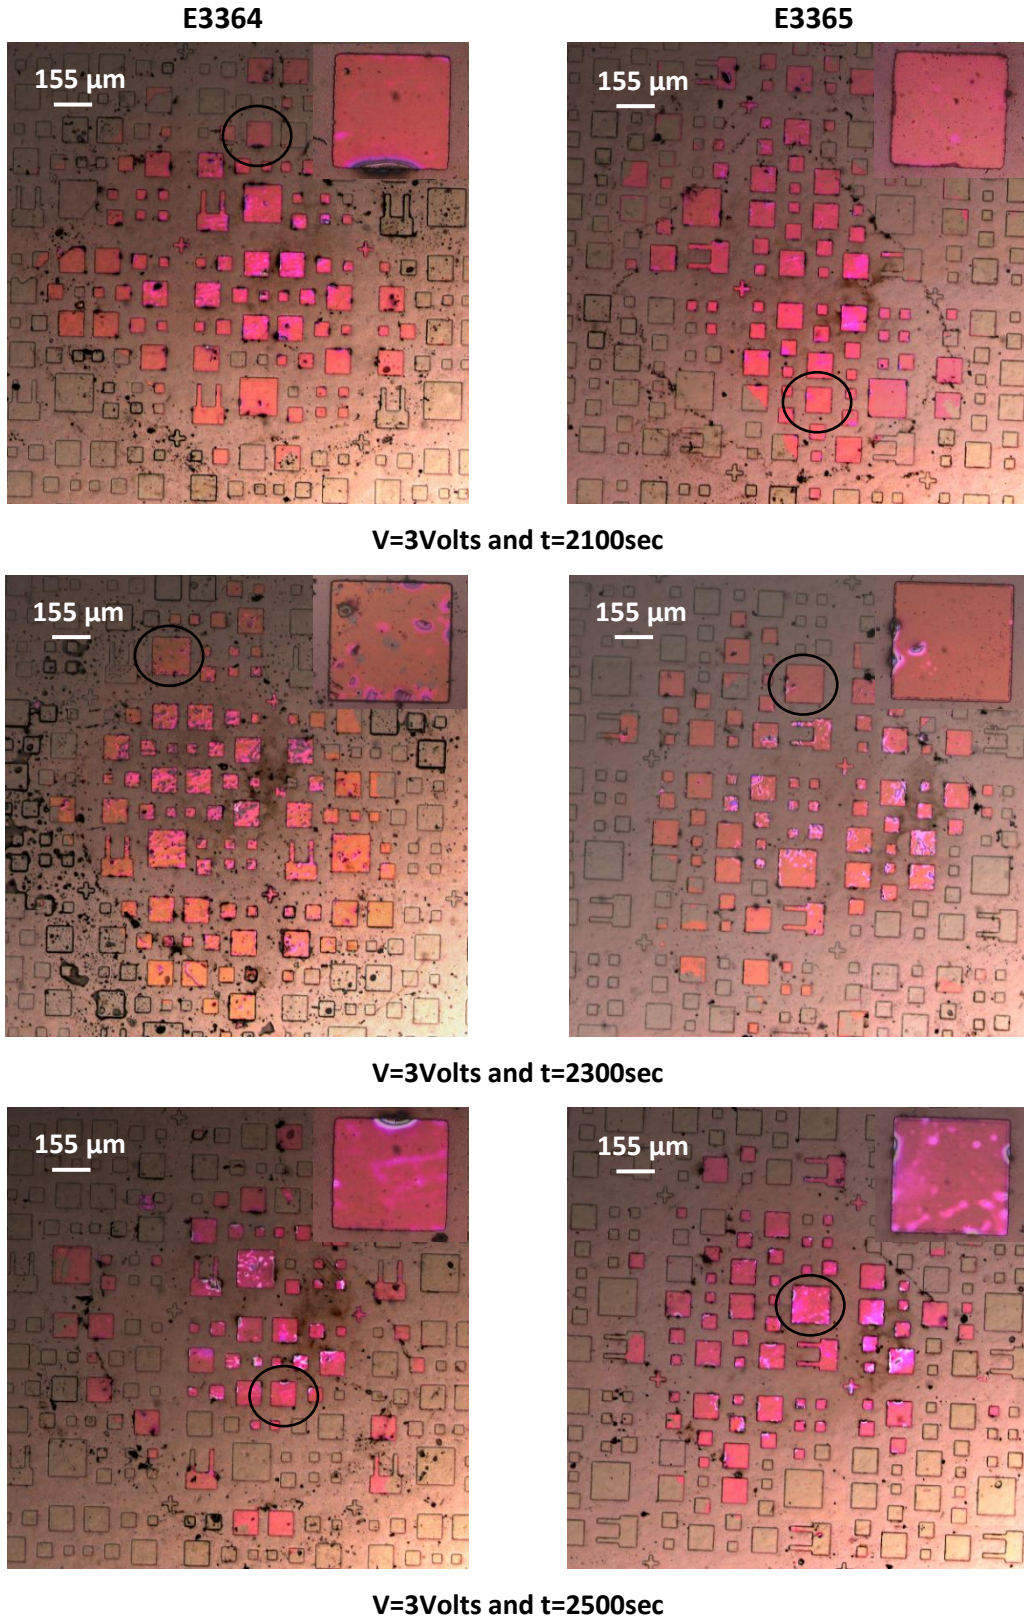 E3364 E3365
155 µm 155 µm
V=3Volts and t=2100sec
155 µm 155 µm
V=3Volts and t=2300sec
155 µm 155 µm
V=3Volts and t=2500sec